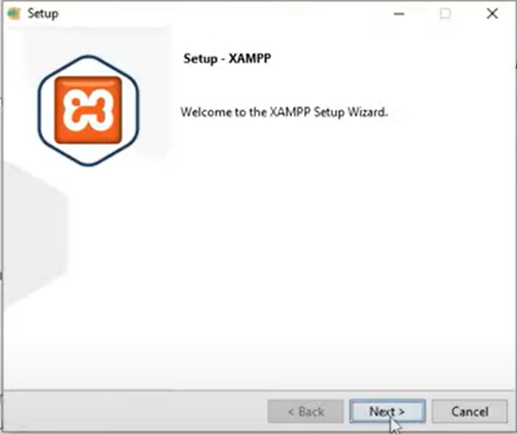 Setup
Setup - XAMPP
Welcome to the XAMPP Setup Wizard.
< Back
Next >
Cancel